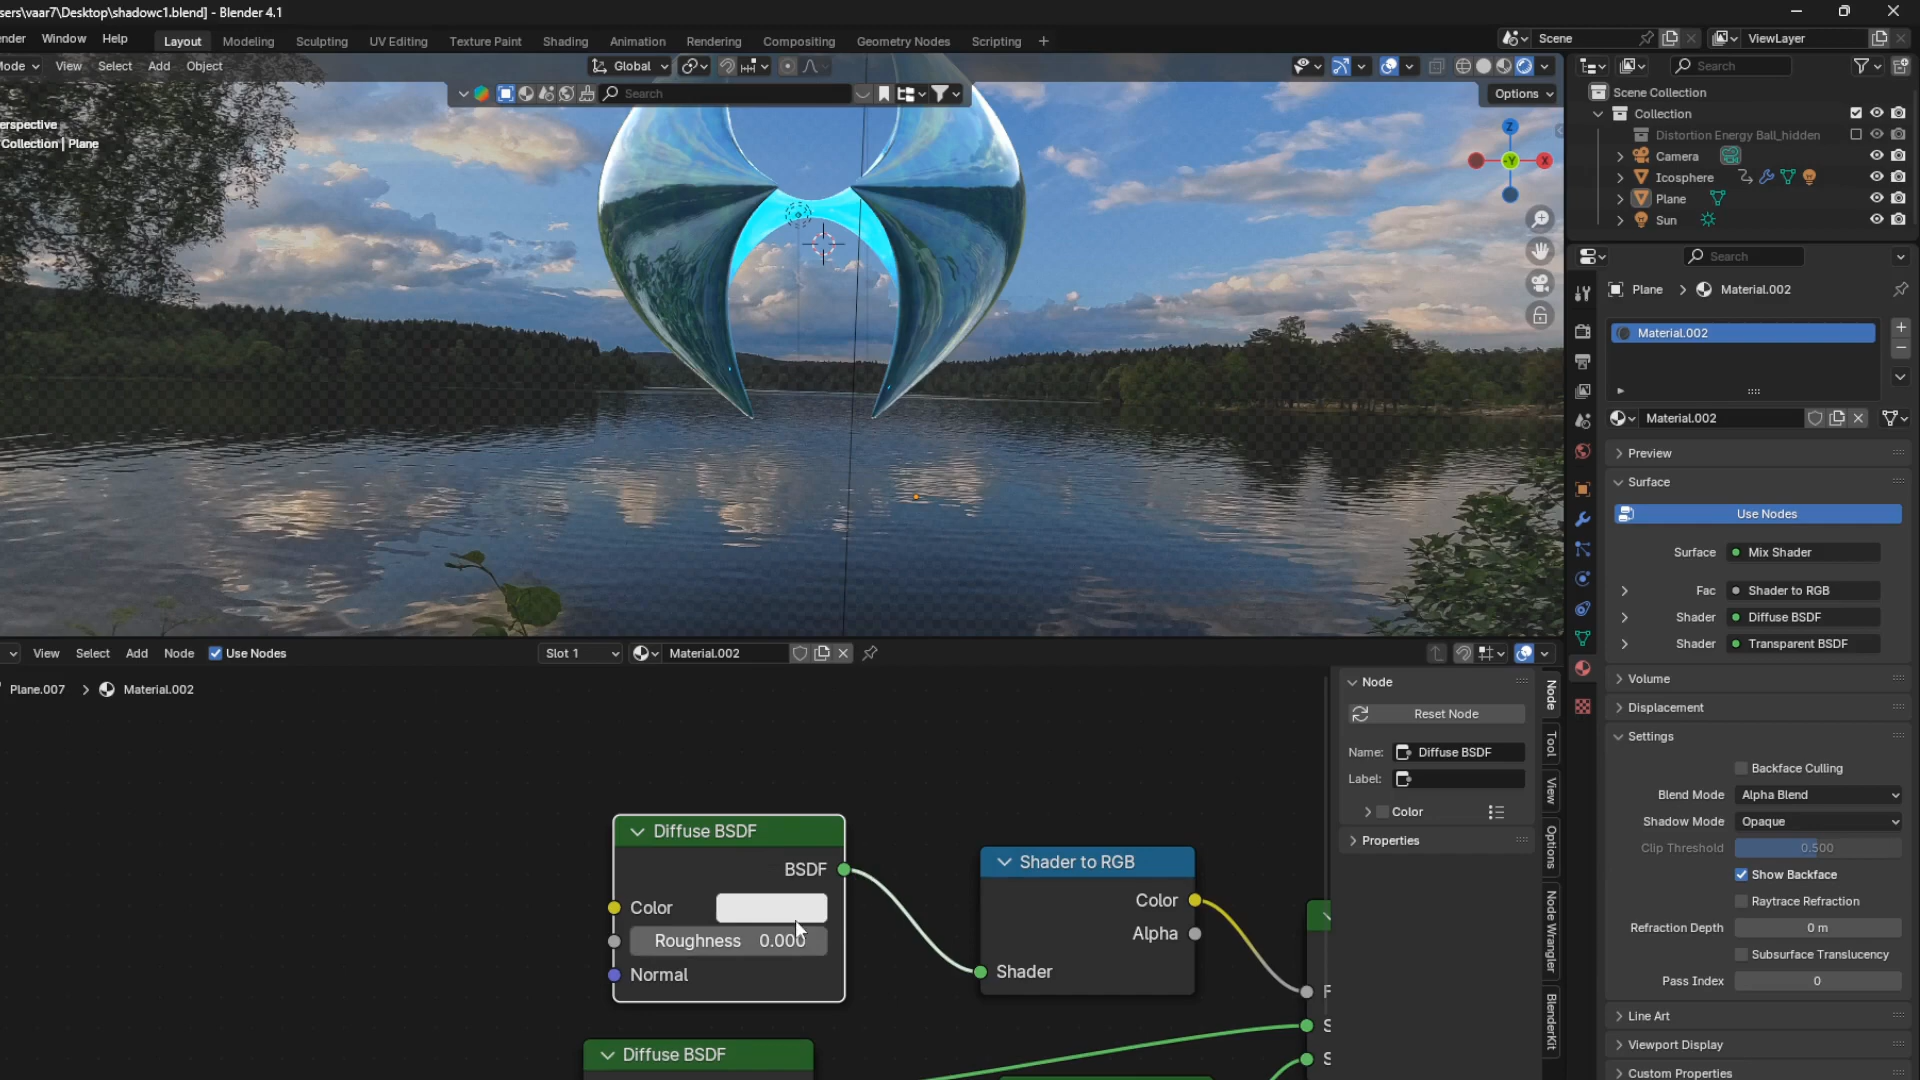 sers\vaar7\Desktop\shadowc1.blend] - Blender 4.1
ender Window Help Layout Modeling Sculpting UV Editing Texture Paint Shading Animation Rendering Compositing Geometry Nodes Scripting + Scene ViewLayer
Mode View Select Add Object Global Search
Search Options
erspective
Collection | Plane
Z
-Y
X
Scene Collection
Collection
Distortion Energy Ball_hidden
Camera
Icosphere
Plane
Sun
Search
Plane > Material.002
Material.002
Material.002
Preview
Surface
Use Nodes
Surface Mix Shader
Fac Shader to RGB
Shader Diffuse BSDF
Shader Transparent BSDF
Volume
Displacement
Settings
Backface Culling
Blend Mode Alpha Blend
Shadow Mode Opaque
Clip Threshold 0.500
Show Backface
Raytrace Refraction
Refraction Depth 0 m
Subsurface Translucency
Pass Index 0
Line Art
Viewport Display
Custom Properties
View Select Add Node Use Nodes Slot 1 Material.002
Plane.007 > Material.002
Diffuse BSDF
BSDF
Color
Roughness 0.000
Normal
Diffuse BSDF
Shader to RGB
Color
Alpha
Shader
F
S
S
Node
Reset Node
Name: Diffuse BSDF
Label:
Color
Properties
Node
Tool
View
Options
Node Wrangler
BlenderKit